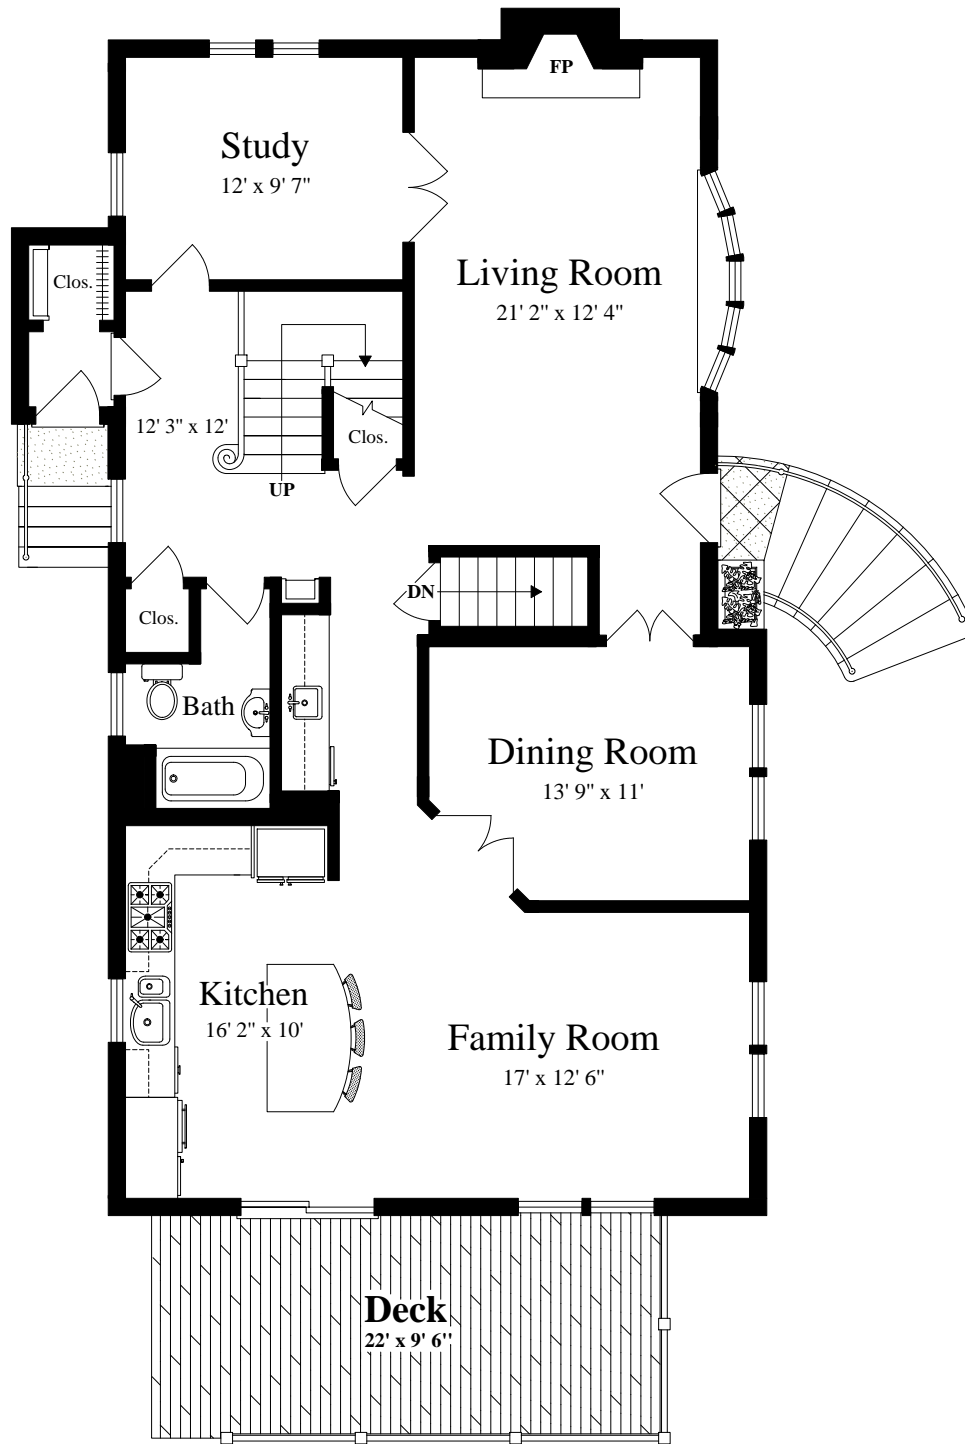 FP
Study
12' x 9' 7"
Living Room
21' 2" x 12' 4"
Clos.
12' 3" x 12'
Clos.
UP
DN
Clos.
Bath
Dining Room
13' 9" x 11'
Kitchen
16' 2" x 10'
Family Room
17' x 12' 6"
Deck
22' x 9' 6"